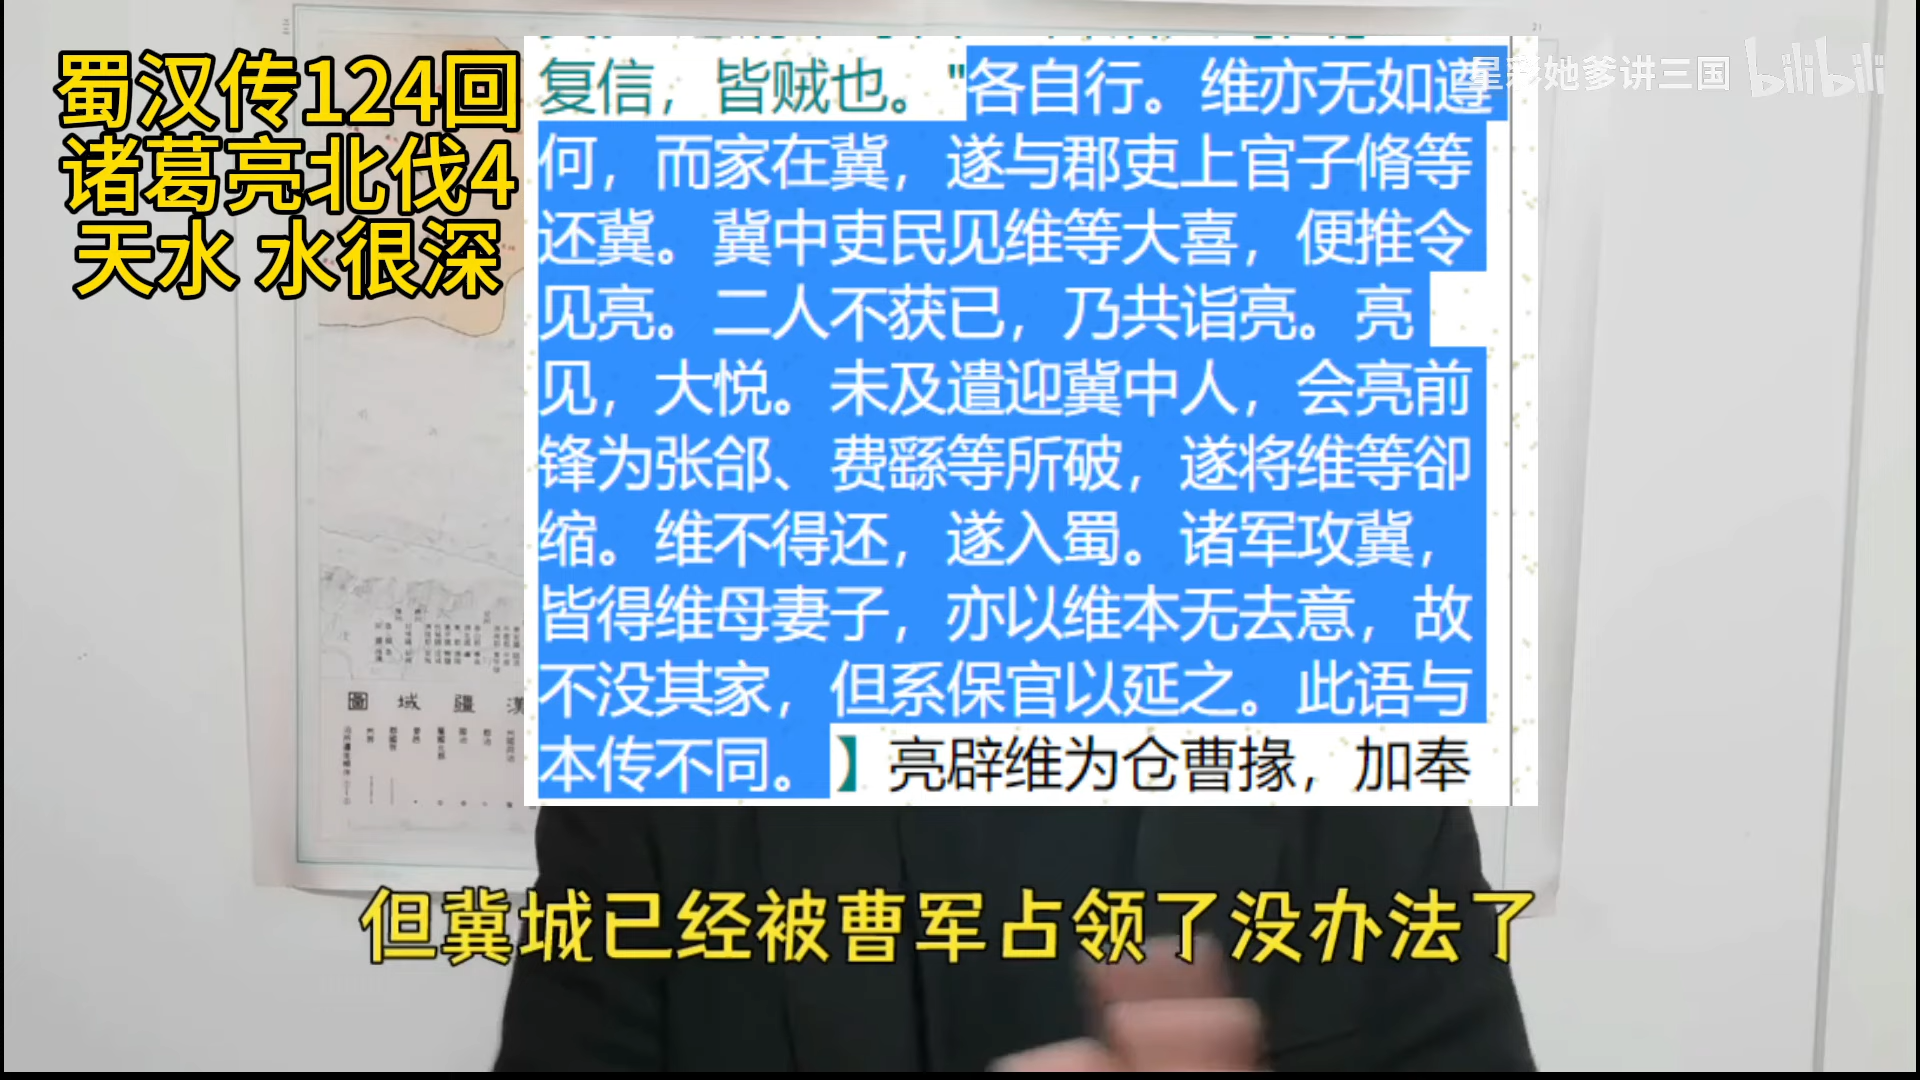 蜀汉传124回
诸葛亮北伐4
天水 水很深
星彩她爹讲三国 bilibili
复信，皆贼也。"各自行。维亦无如遵
何，而家在冀，遂与郡吏上官子脩等
还冀。冀中吏民见维等大喜，便推令
见亮。二人不获已，乃共诣亮。亮
见，大悦。未及遣迎冀中人，会亮前
锋为张郃、费繇等所破，遂将维等卻
缩。维不得还，遂入蜀。诸军攻冀，
皆得维母妻子，亦以维本无去意，故
不没其家，但系保官以延之。此语与
本传不同。】亮辟维为仓曹掾，加奉
圖 域 疆 漢
但冀城已经被曹军占领了没办法了